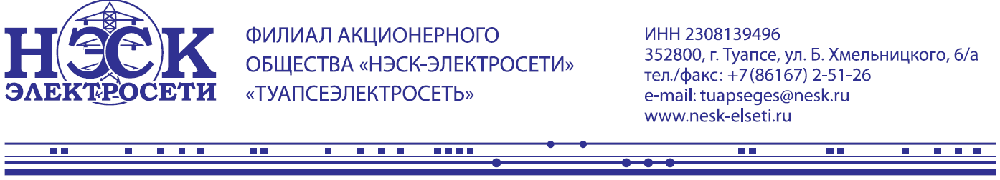 НЭСК
ЭЛЕКТРОСЕТИ
ФИЛИАЛ АКЦИОНЕРНОГО
ОБЩЕСТВА «НЭСК-ЭЛЕКТРОСЕТИ»
«ТУАПСЕЭЛЕКТРОСЕТЬ»
ИНН 2308139496
352800, г. Туапсе, ул. Б. Хмельницкого, 6/а
тел./факс: +7(86167) 2-51-26
e-mail: tuapseges@nesk.ru
www.nesk-elseti.ru